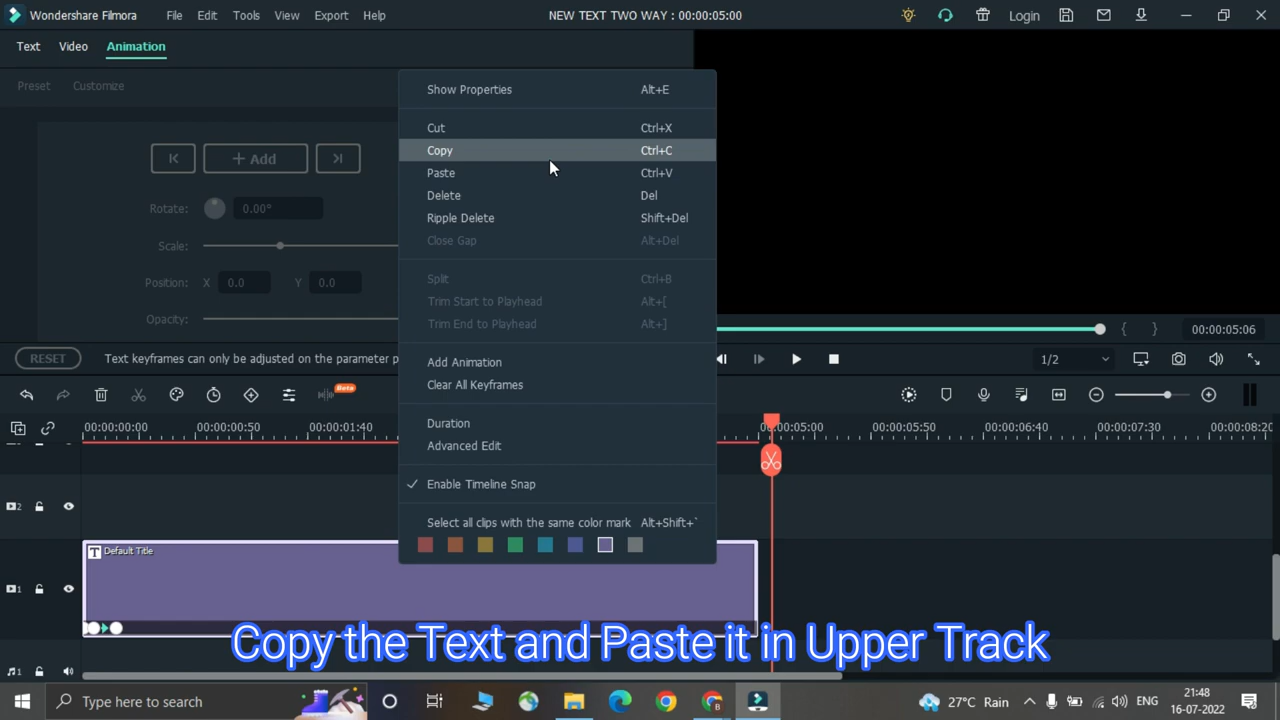 Wondershare Filmora File Edit Tools View Export Help NEW TEXT TWO WAY : 00:00:05:00 Login
Text Video Animation
Preset Customize
Show Properties Alt+E
Cut Ctrl+X
Copy Ctrl+C
Paste Ctrl+V
Delete Del
Ripple Delete Shift+Del
Close Gap Alt+Del
Split Ctrl+B
Trim Start to Playhead Alt+[
Trim End to Playhead Alt+]
Add Animation
Clear All Keyframes
Duration
Advanced Edit
Enable Timeline Snap
Select all clips with the same color mark Alt+Shift+`
+ Add
Rotate: 0.00°
Scale:
Position: X 0.0 Y 0.0
Opacity:
RESET Text keyframes can only be adjusted on the parameter p
{ } 00:00:05:06
1/2
Beta
00:00:00:00 00:00:00:50 00:00:01:40 00:00:05:00 00:00:05:50 00:00:06:40 00:00:07:30 00:00:08:20
2
T Default Title
1
Copy the Text and Paste it in Upper Track
1
Type here to search 27°C Rain ENG 21:48
16-07-2022